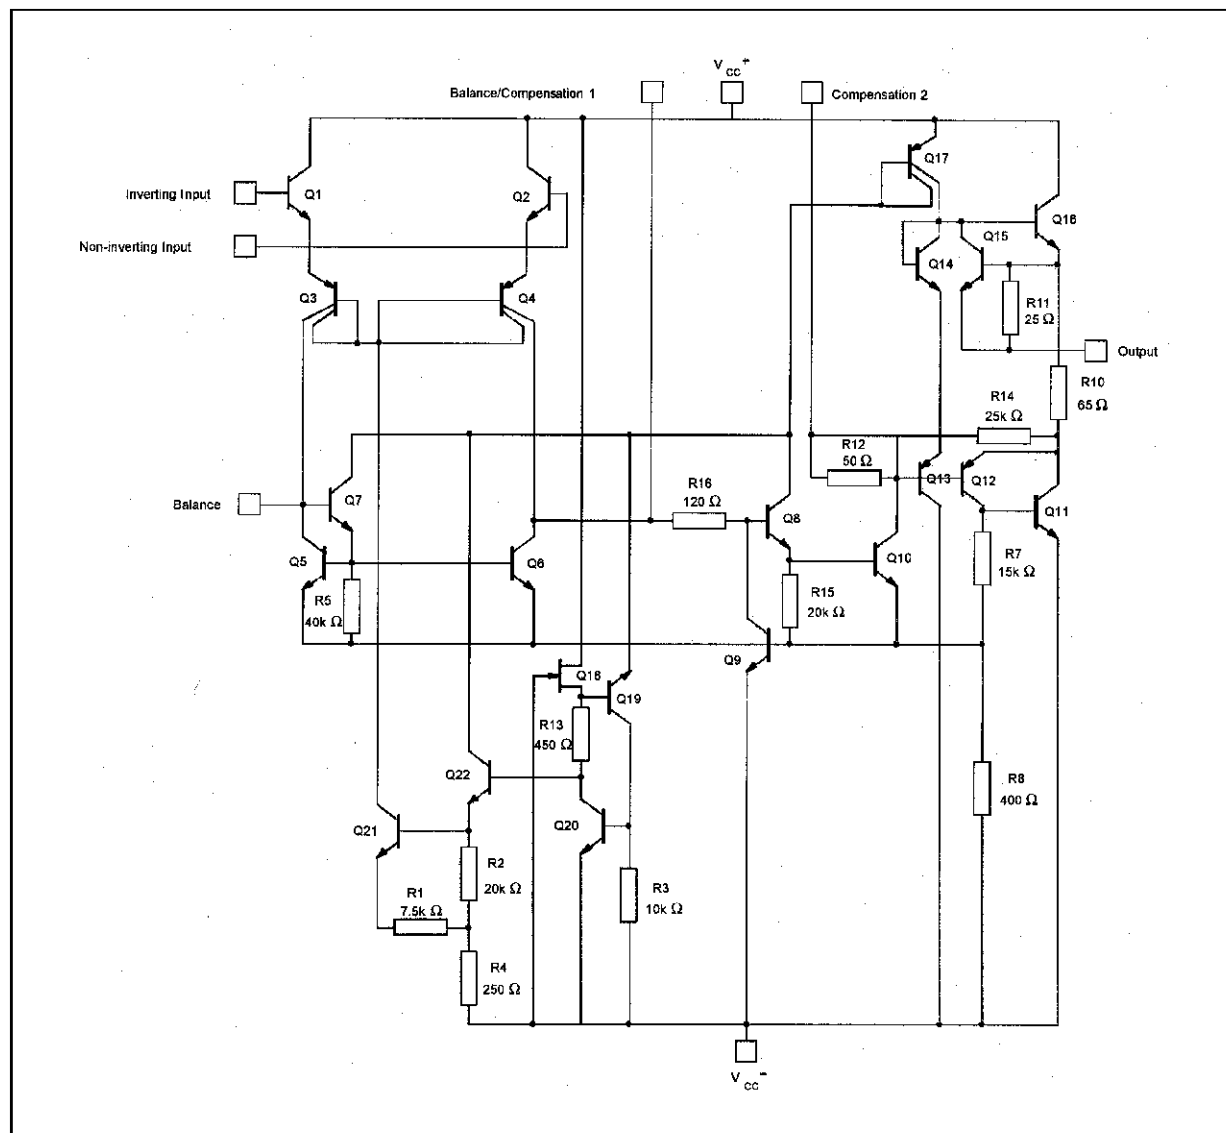 V CC +
Balance/Compensation 1
Compensation 2
Q17
Inverting Input
Q1
Q2
Q16
Q15
Non-inverting Input
Q14
Q3
Q4
R11
25 Ω
Output
R10
65 Ω
R14
25k Ω
R12
50 Ω
Q13
Q12
R16
120 Ω
Balance
Q7
Q8
Q11
Q5
Q6
Q10
R7
15k Ω
R5
40k Ω
R15
20k Ω
Q9
Q18
Q19
R13
450 Ω
Q22
R8
400 Ω
Q21
Q20
R2
20k Ω
R1
7.5k Ω
R3
10k Ω
R4
250 Ω
V CC -